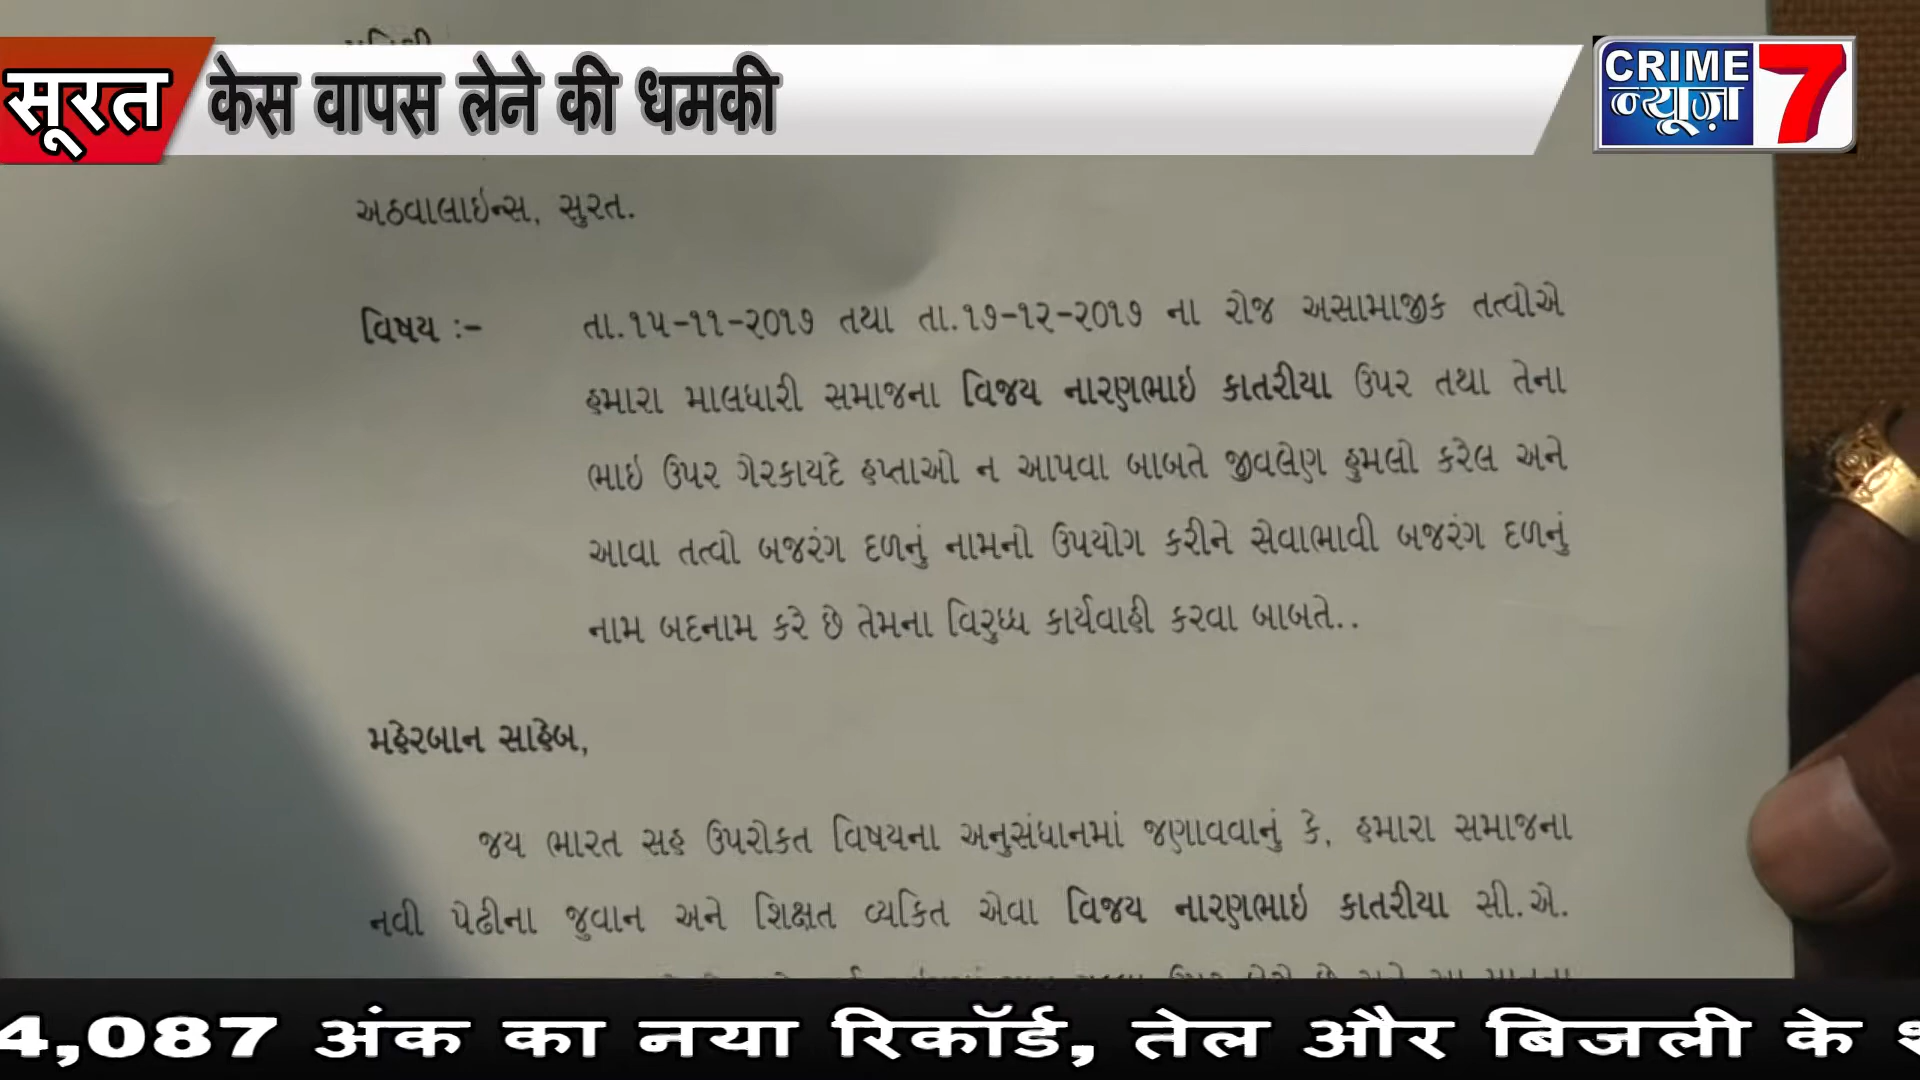 सूरत केस वापस लेने की धमकी
CRIME 7
न्यूज़
અઠવાલાઇન્સ, સુરત.
વિષય :- તા.૧૫-૧૧-૨૦૧૭ તથા તા.૧૭-૧૨-૨૦૧૭ ના રોજ અસામાજીક તત્વોએ
હમારા માલધારી સમાજના વિજય નારણભાઇ કાતરીયા ઉપર તથા તેના
ભાઇ ઉપર ગેરકાયદે હપ્તાઓ ન આપવા બાબતે જીવલેણ હુમલો કરેલ અને
આવા તત્વો બજરંગ દળનું નામનો ઉપયોગ કરીને સેવાભાવી બજરંગ દળનું
નામ બદનામ કરે છે તેમના વિરુધ્ધ કાર્યવાહી કરવા બાબતે..
મહેરબાન સાહેબ,
જય ભારત સહ ઉપરોકત વિષયના અનુસંધાનમાં જણાવવાનું કે, હમારા સમાજના
નવી પેઢીના જુવાન અને શિક્ષત વ્યકિત એવા વિજય નારણભાઇ કાતરીયા સી.એ.
4,087 अंक का नया रिकॉर्ड, तेल और बिजली के